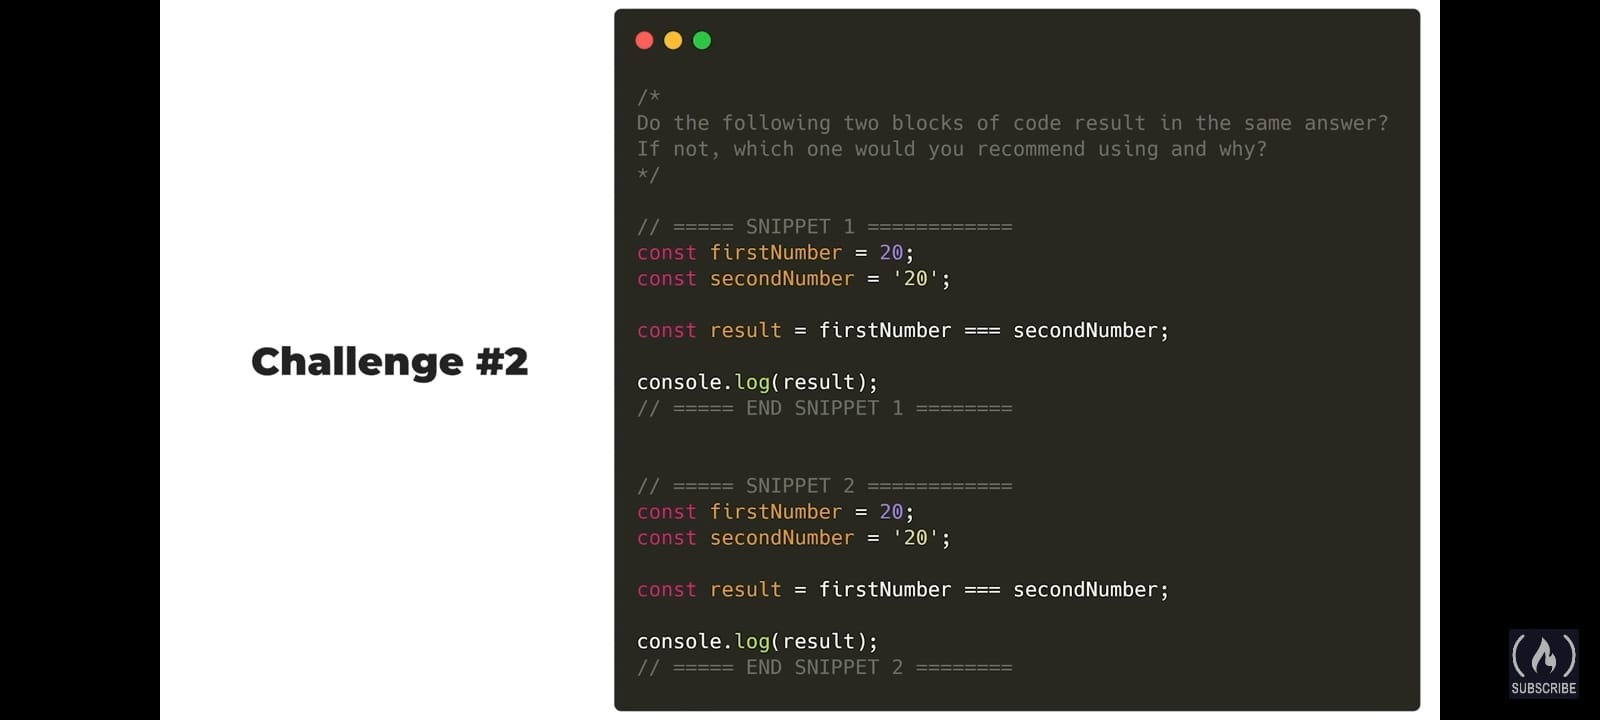 Challenge #2
/*
Do the following two blocks of code result in the same answer?
If not, which one would you recommend using and why?
*/
// ===== SNIPPET 1 ============
const firstNumber = 20;
const secondNumber = '20';
const result = firstNumber === secondNumber;
console.log(result);
// ===== END SNIPPET 1 ========
// ===== SNIPPET 2 ============
const firstNumber = 20;
const secondNumber = '20';
const result = firstNumber === secondNumber;
console.log(result);
// ===== END SNIPPET 2 ========
SUBSCRIBE